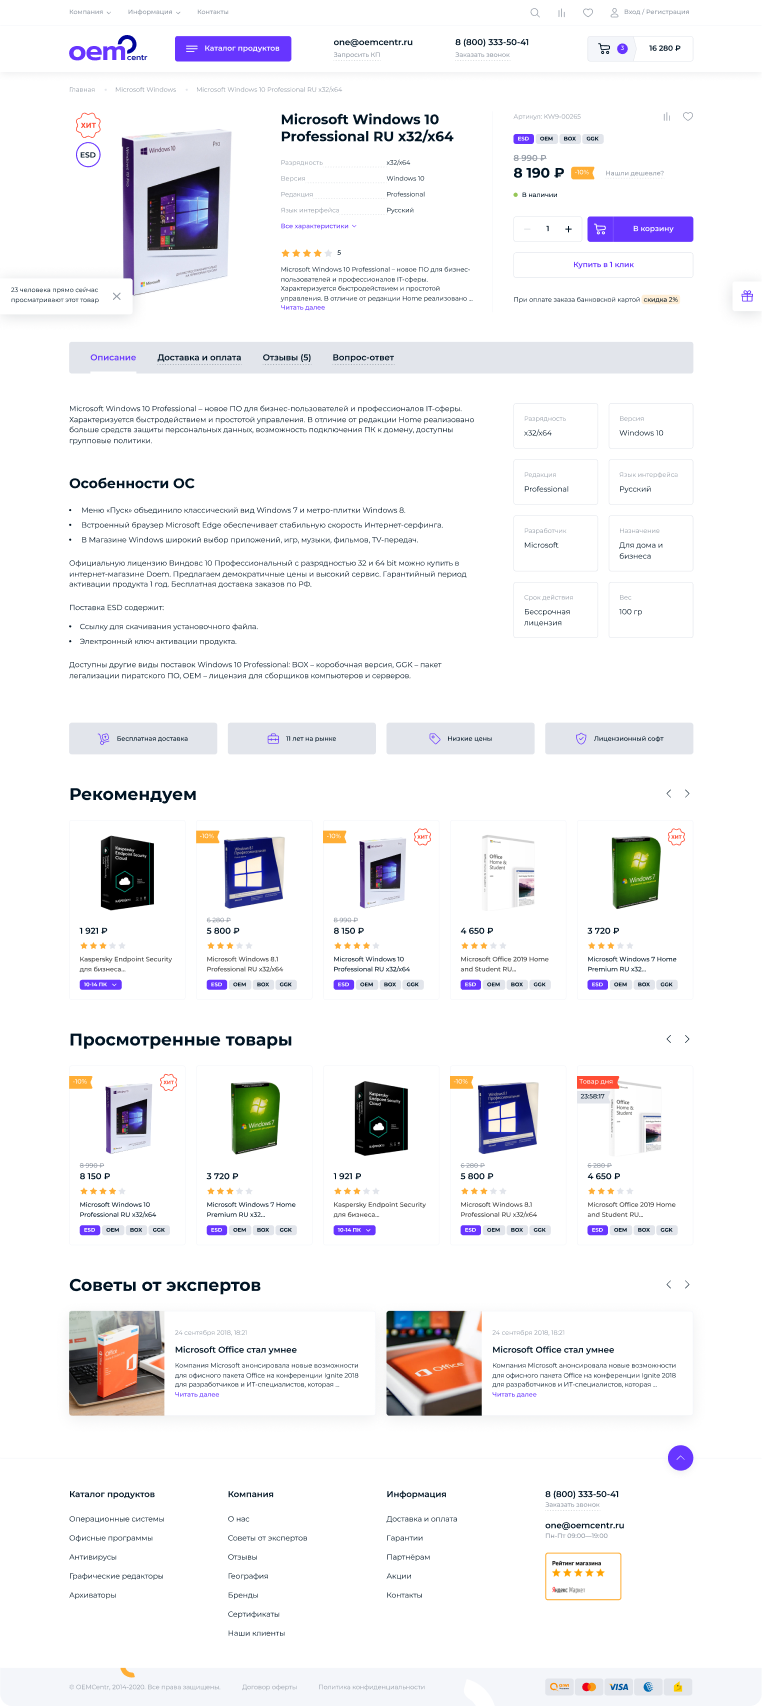 Компания
Информация
Контакты
Вход / Регистрация
oem centr
Каталог продуктов
one@oemcentr.ru
Запросить КП
8 (800) 333-50-41
Заказать звонок
3
16 280 ₽
Главная
Microsoft Windows
Microsoft Windows 10 Professional RU x32/x64
ХИТ
ESD
Windows 10
Pro
Microsoft
Microsoft Windows 10
Professional RU x32/x64
Разрядность x32/x64
Версия Windows 10
Редакция Professional
Язык интерфейса Русский
Все характеристики
5
Microsoft Windows 10 Professional – новое ПО для бизнес-
пользователей и профессионалов IT-сферы.
Характеризуется быстродействием и простотой
управления. В отличие от редакции Home реализовано ...
Читать далее
Артикул: KW9-00265
ESD OEM BOX GGK
8 990 ₽
8 190 ₽
-10%
Нашли дешевле?
В наличии
1
В корзину
Купить в 1 клик
При оплате заказа банновской картой скидка 2%
23 человека прямо сейчас
просматривают этот товар
Описание
Доставка и оплата
Отзывы (5)
Вопрос-ответ
Microsoft Windows 10 Professional – новое ПО для бизнес-пользователей и профессионалов IT-сферы.
Характеризуется быстродействием и простотой управления. В отличие от редакции Home реализовано
больше средств защиты персональных данных, возможность подключения ПК к домену, доступны
групповые политики.
Особенности ОС
Меню «Пуск» объединило классический вид Windows 7 и метро-плитки Windows 8.
Встроенный браузер Microsoft Edge обеспечивает стабильную скорость Интернет-серфинга.
В Магазине Windows широкий выбор приложений, игр, музыки, фильмов, TV-передач.
Официальную лицензию Виндовс 10 Профессиональный с разрядностью 32 и 64 bit можно купить в
интернет-магазине Doem. Предлагаем демократичные цены и высокий сервис. Гарантийный период
активации продукта 1 год. Бесплатная доставка заказов по РФ.
Поставка ESD содержит:
Ссылку для скачивания установочного файла.
Электронный ключ активации продукта.
Доступны другие виды поставок Windows 10 Professional: BOX – коробочная версия, GGK – пакет
легализации пиратского ПО, OEM – лицензия для сборщиков компьютеров и серверов.
Разрядность
x32/x64
Версия
Windows 10
Редакция
Professional
Язык интерфейса
Русский
Разработчик
Microsoft
Назначение
Для дома и
бизнеса
Срок действия
Бессрочная
лицензия
Вес
100 гр
Бесплатная доставка
11 лет на рынке
Низкие цены
Лицензионный софт
Рекомендуем
Kaspersky
Endpoint Security
Cloud
1 921 ₽
Kaspersky Endpoint Security
для бизнеса...
10-14 ПК
-10%
6 280 ₽
5 800 ₽
Microsoft Windows 8.1
Professional RU x32/x64
ESD OEM BOX GGK
-10%
ХИТ
Windows 10
8 990 ₽
8 150 ₽
Microsoft Windows 10
Professional RU x32/x64
ESD OEM BOX GGK
Office
Home &
Student
4 650 ₽
Microsoft Office 2019 Home
and Student RU...
ESD OEM BOX GGK
ХИТ
Windows 7
3 720 ₽
Microsoft Windows 7 Home
Premium RU x32...
ESD OEM BOX GGK
Просмотренные товары
-10%
ХИТ
Windows 10
8 990 ₽
8 150 ₽
Microsoft Windows 10
Professional RU x32/x64
ESD OEM BOX GGK
Windows 7
3 720 ₽
Microsoft Windows 7 Home
Premium RU x32...
ESD OEM BOX GGK
Kaspersky
Endpoint Security
Cloud
1 921 ₽
Kaspersky Endpoint Security
для бизнеса...
10-14 ПК
-10%
6 280 ₽
5 800 ₽
Microsoft Windows 8.1
Professional RU x32/x64
ESD OEM BOX GGK
Товар дня
23:58:17
Office
Home &
Student
6 280 ₽
4 650 ₽
Microsoft Office 2019 Home
and Student RU...
ESD OEM BOX GGK
Советы от экспертов
Office
24 сентября 2018, 18:21
Microsoft Office стал умнее
Компания Microsoft анонсировала новые возможности
для офисного пакета Office на конференции Ignite 2018
для разработчиков и ИТ-специалистов, которая ...
Читать далее
Office
24 сентября 2018, 18:21
Microsoft Office стал умнее
Компания Microsoft анонсировала новые возможности
для офисного пакета Office на конференции Ignite 2018
для разработчиков и ИТ-специалистов, которая ...
Читать далее
Каталог продуктов
Операционные системы
Офисные программы
Антивирусы
Графические редакторы
Архиваторы
Компания
О нас
Советы от экспертов
Отзывы
География
Бренды
Сертификаты
Наши клиенты
Информация
Доставка и оплата
Гарантии
Партнёрам
Акции
Контакты
8 (800) 333-50-41
Заказать звонок
one@oemcentr.ru
Пн-Пт 09:00—19:00
Рейтинг магазина
Яндекс Маркет
© OEMCentr, 2014-2020. Все права защищены.
Договор оферты
Политика конфиденциальности
VISA